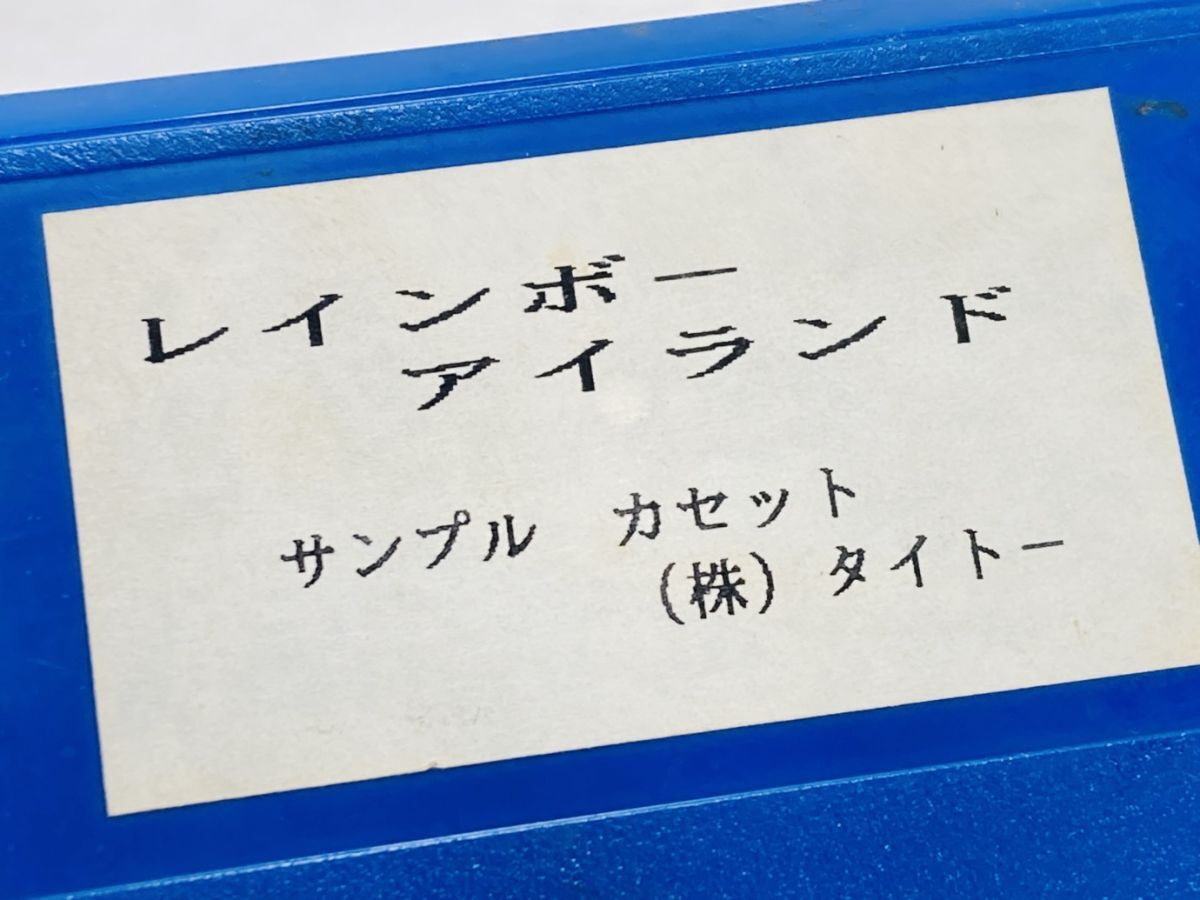 レインボー
アイランド
サンプル　カセット
(株) タイトー